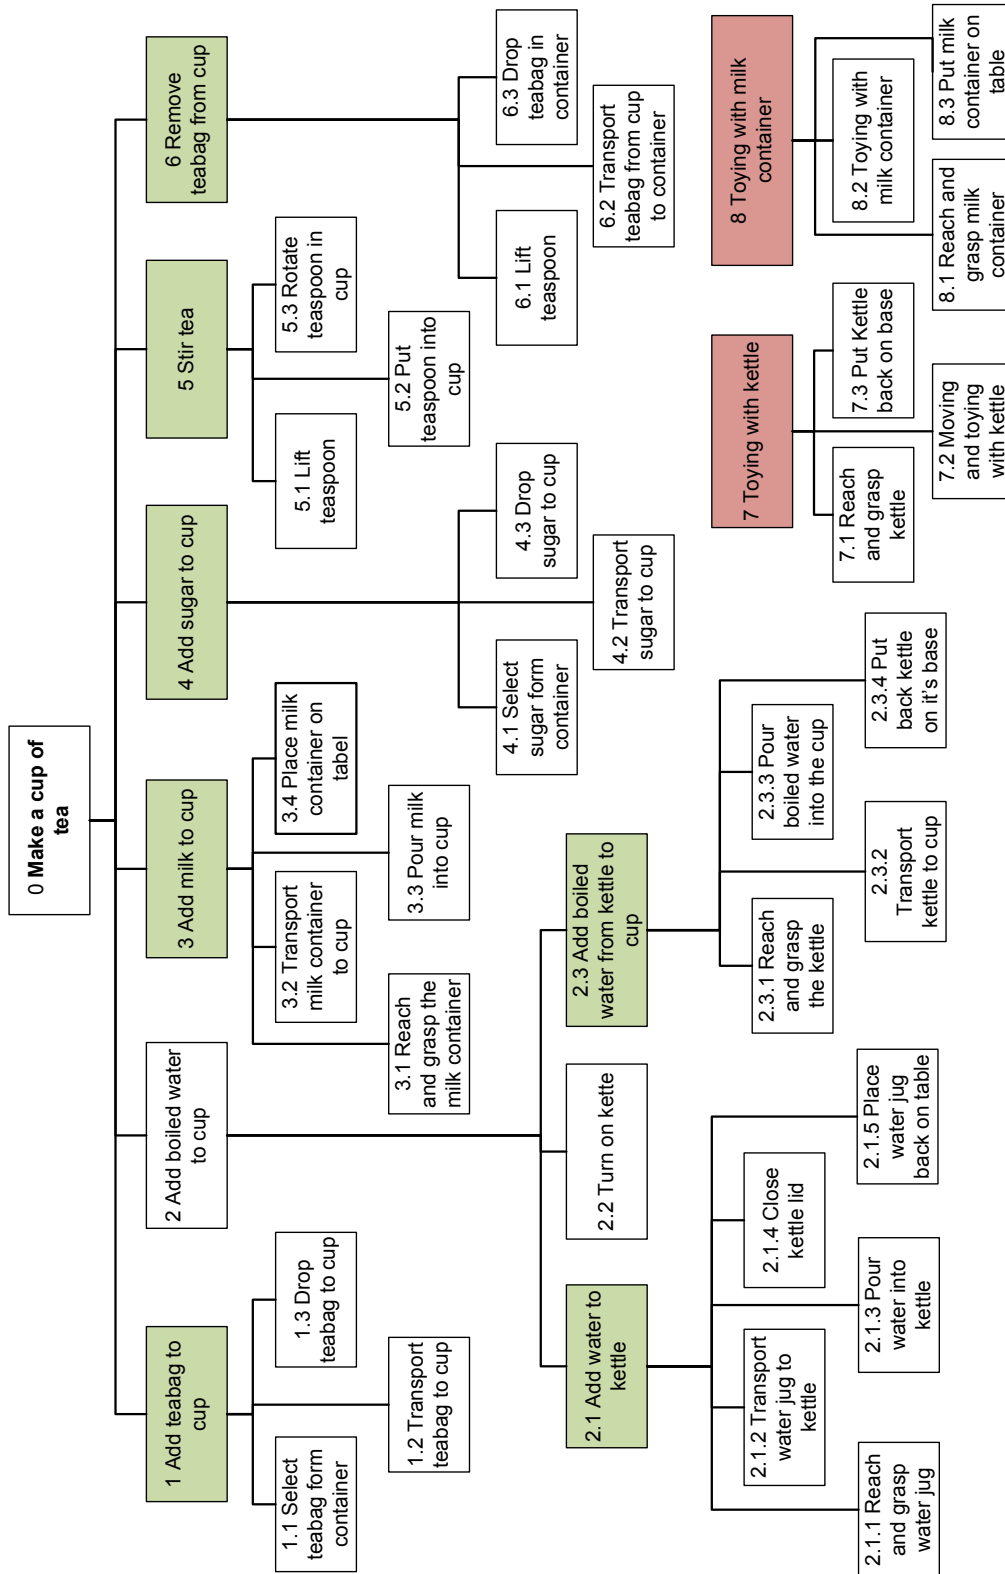 0 Make a cup of
tea
1 Add teabag to
cup
2 Add boiled water
to cup
3 Add milk to cup
4 Add sugar to cup
5 Stir tea
6 Remove
teabag from cup
1.1 Select
teabag form
container
1.2 Transport
teabag to cup
1.3 Drop
teabag to cup
3.1 Reach
and grasp the
milk container
3.2 Transport
milk container
to cup
3.3 Pour milk
into cup
3.4 Place milk
container on
tabel
4.1 Select
sugar form
container
4.2 Transport
sugar to cup
4.3 Drop
sugar to cup
5.1 Lift
teaspoon
5.2 Put
teaspoon into
cup
5.3 Rotate
teaspoon in
cup
6.1 Lift
teaspoon
6.2 Transport
teabag from cup
to container
6.3 Drop
teabag in
container
2.1 Add water to
kettle
2.2 Turn on kette
2.3 Add boiled
water from kettle to
cup
2.1.1 Reach
and grasp
water jug
2.1.2 Transport
water jug to
kettle
2.1.3 Pour
water into
kettle
2.1.4 Close
kettle lid
2.1.5 Place
water jug
back on table
2.3.1 Reach
and grasp
the kettle
2.3.2
Transport
kettle to cup
2.3.3 Pour
boiled water
into the cup
2.3.4 Put
back kettle
on it's base
7 Toying with kettle
7.1 Reach
and grasp
kettle
7.2 Moving
and toying
with kettle
7.3 Put Kettle
back on base
8 Toying with milk
container
8.1 Reach and
grasp milk
container
8.2 Toying with
milk container
8.3 Put milk
container on
table